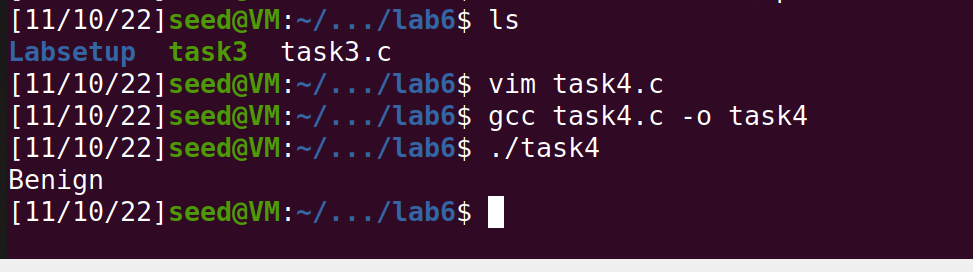 [11/10/22]seed@VM:~/.../lab6$ ls
Labsetup  task3  task3.c
[11/10/22]seed@VM:~/.../lab6$ vim task4.c
[11/10/22]seed@VM:~/.../lab6$ gcc task4.c -o task4
[11/10/22]seed@VM:~/.../lab6$ ./task4
Benign
[11/10/22]seed@VM:~/.../lab6$